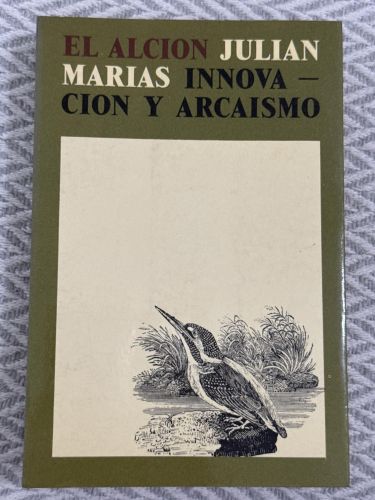 EL ALCION JULIAN
MARIAS INNOVA —
CION Y ARCAISMO